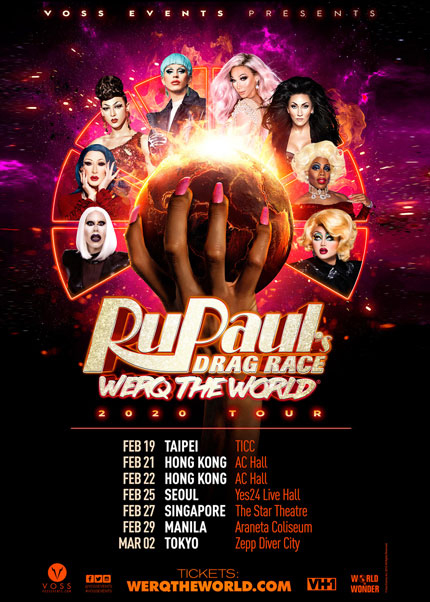 VOSS EVENTS PRESENTS
RuPaul's
DRAG RACE
WERQ THE WORLD
2020 TOUR
FEB 19 TAIPEI TICC
FEB 21 HONG KONG AC Hall
FEB 22 HONG KONG AC Hall
FEB 25 SEOUL Yes24 Live Hall
FEB 27 SINGAPORE The Star Theatre
FEB 29 MANILA Araneta Coliseum
MAR 02 TOKYO Zepp Diver City
TICKETS:
WERQTHEWORLD.COM
VOSS
VH1
WORLD
OF
WONDER